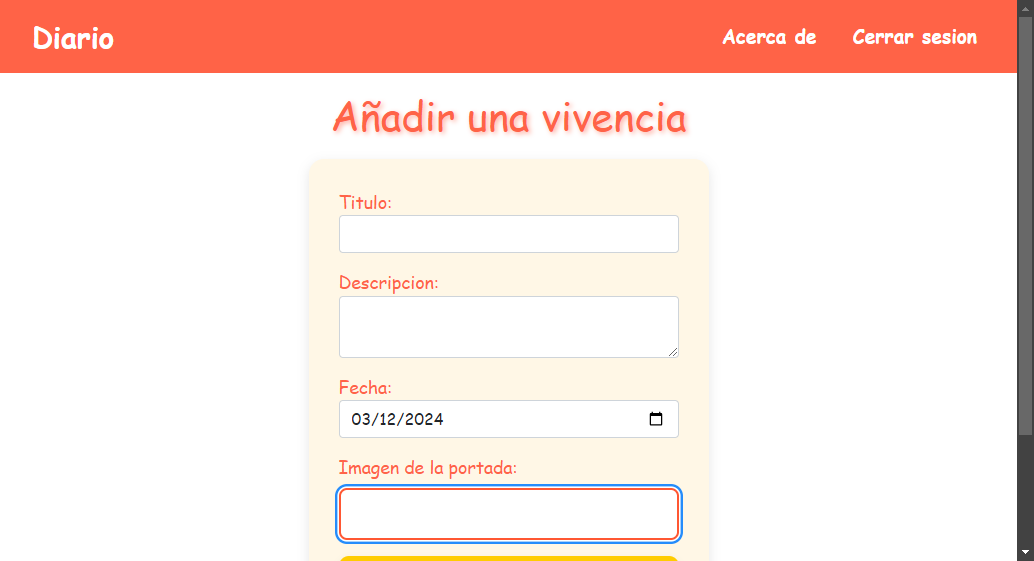 Diario
Acerca de
Cerrar sesion
Añadir una vivencia
Titulo:
Descripcion:
Fecha:
03/12/2024
Imagen de la portada: